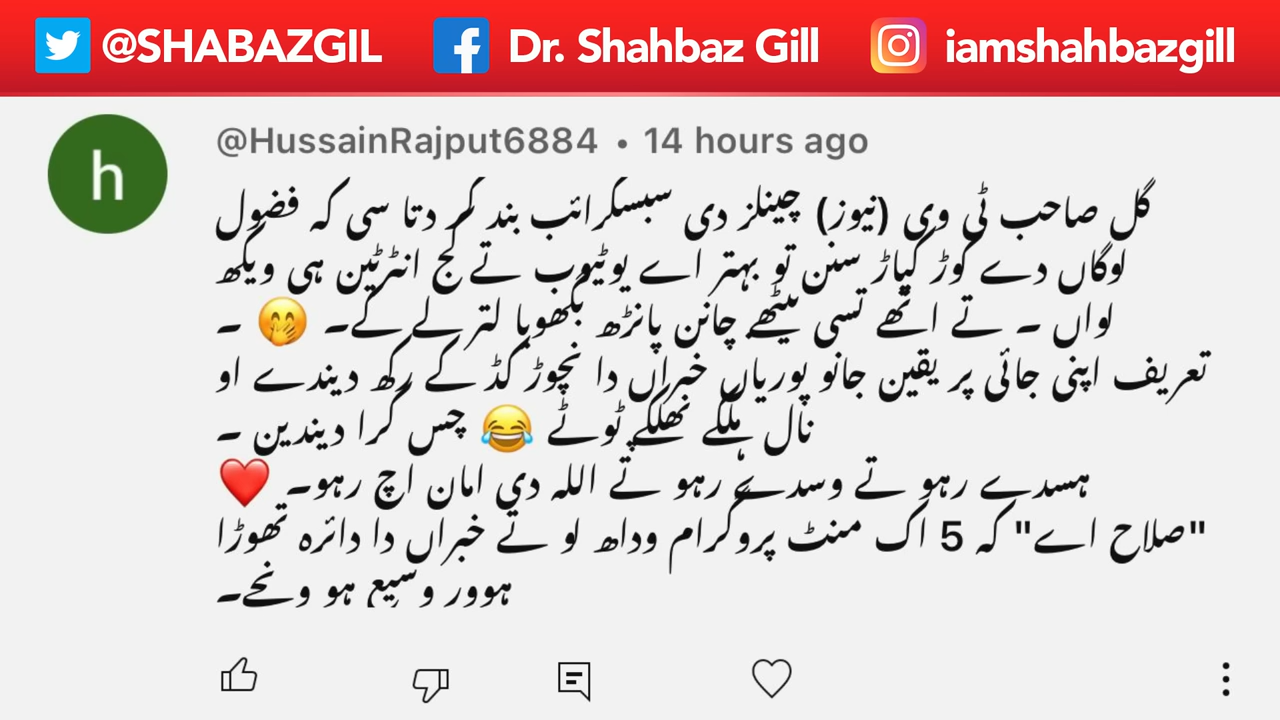 @SHABAZGIL Dr. Shahbaz Gill iamshahbazgill
h
@HussainRajput6884 • 14 hours ago
گل صاحب ٹی وی (نیوز) چینلز دی سبسکرائب بند کر دتا سی کہ فضول
لوگاں دے کوڑ کباڑ سنن تو بہتر اے یوٹیوب تے کج انٹرٹین ہی ویکھ
لواں ۔ تے اتھے تسی بیٹھے چانن پانڑھ بگھویا لتر لے کے۔ 🤭 ۔
تعریف اپنی جائی پر یقین جانو پوریاں خبراں دا نچوڑ کڈ کے رکھ دیندے او
نال ہلکے پھلکے ٹوٹے 😂 چس کرا دیندین ۔
ہسدے رہو تے وسدے رہو تے اللہ دی امان اچ رہو۔ ❤️
"صلاح اے" کہ 5 اک منٹ پروگرام ودھا لو تے خبراں دا دائرہ تھوڑا
ہوور وسیع ہو ونجے۔